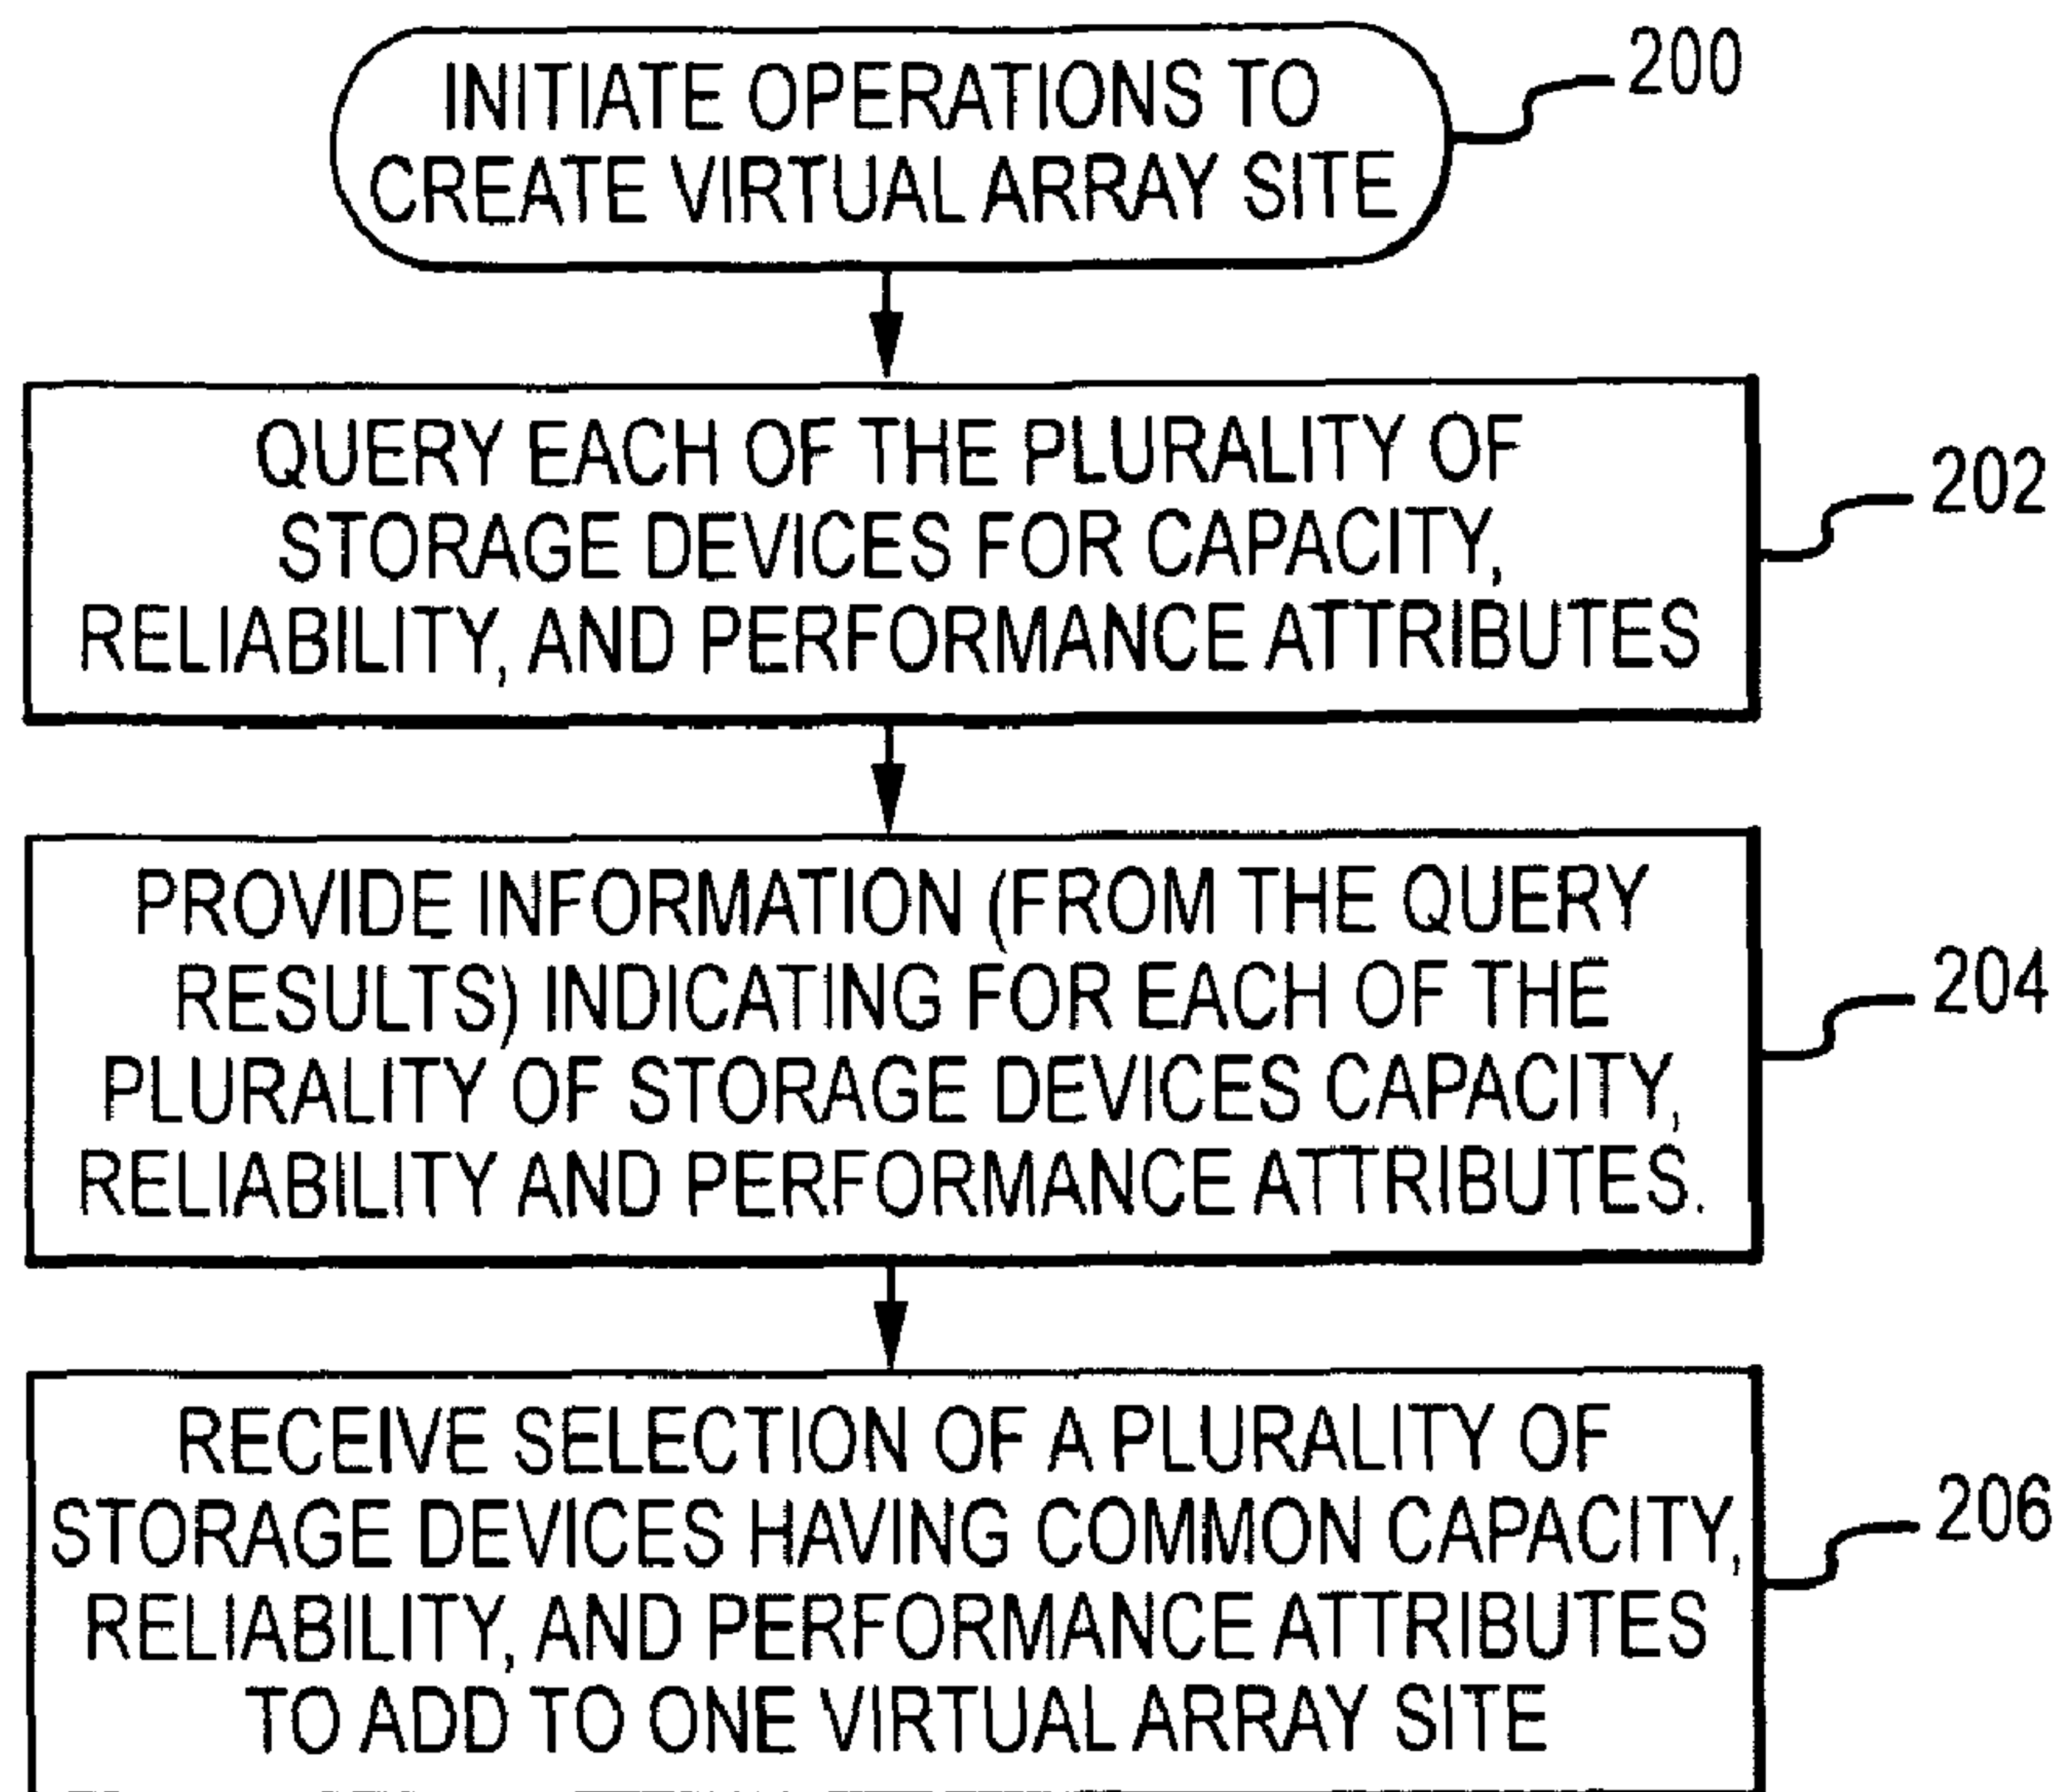 INITIATE OPERATIONS TO
CREATE VIRTUAL ARRAY SITE
200
QUERY EACH OF THE PLURALITY OF
STORAGE DEVICES FOR CAPACITY,
RELIABILITY, AND PERFORMANCE ATTRIBUTES
202
PROVIDE INFORMATION (FROM THE QUERY
RESULTS) INDICATING FOR EACH OF THE
PLURALITY OF STORAGE DEVICES CAPACITY,
RELIABILITY AND PERFORMANCE ATTRIBUTES.
204
RECEIVE SELECTION OF A PLURALITY OF
STORAGE DEVICES HAVING COMMON CAPACITY,
RELIABILITY, AND PERFORMANCE ATTRIBUTES
TO ADD TO ONE VIRTUAL ARRAY SITE
206